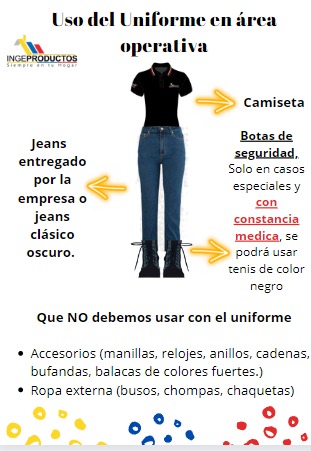 Uso del Uniforme en área
operativa
INGEPRODUCTOS
Siempre en tu Hogar
Camiseta
Jeans
entregado
por la
empresa o
jeans
clásico
oscuro.
Botas de
seguridad,
Solo en casos
especiales y
con
constancia
medica, se
podrá usar
tenis de color
negro
Que NO debemos usar con el uniforme
• Accesorios (manillas, relojes, anillos, cadenas,
bufandas, balacas de colores fuertes.)
• Ropa externa (busos, chompas, chaquetas)